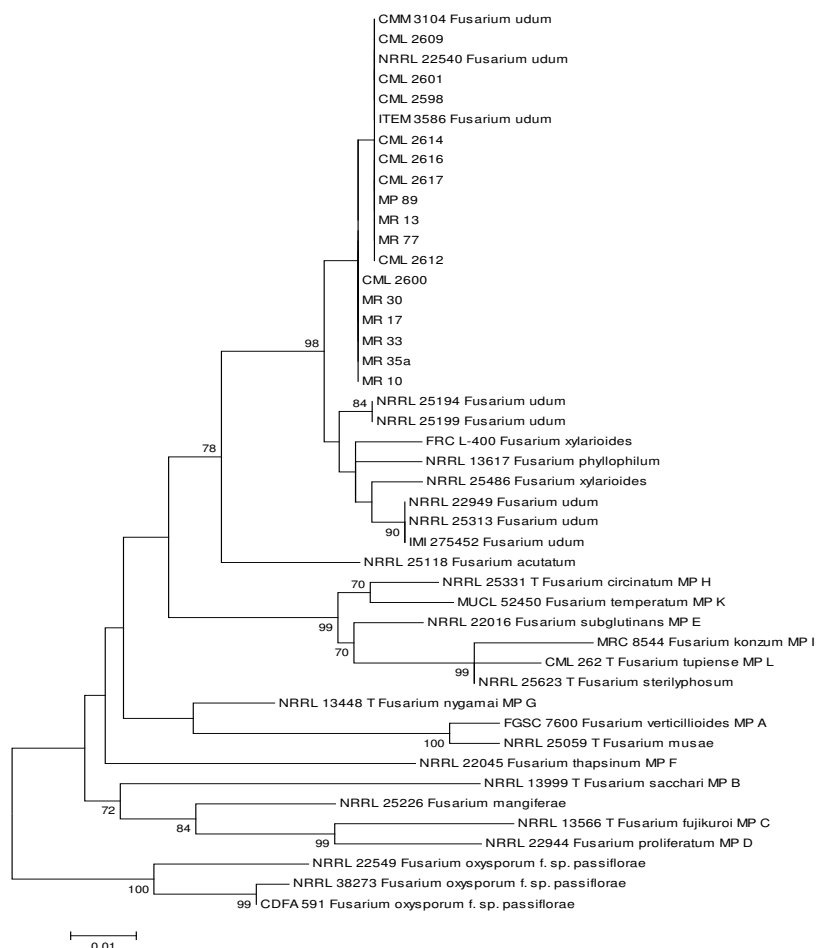 CMM 3104 Fusarium udum
CML 2609
NRRL 22540 Fusarium udum
CML 2601
CML 2598
ITEM 3586 Fusarium udum
CML 2614
CML 2616
CML 2617
MP 89
MR 13
MR 77
CML 2612
CML 2600
MR 30
MR 17
MR 33
98
MR 35a
MR 10
84
NRRL 25194 Fusarium udum
NRRL 25199 Fusarium udum
FRC L-400 Fusarium xylarioides
78
NRRL 13617 Fusarium phyllophilum
NRRL 25486 Fusarium xylarioides
NRRL 22949 Fusarium udum
NRRL 25313 Fusarium udum
90
IMI 275452 Fusarium udum
NRRL 25118 Fusarium acutatum
70
NRRL 25331 T Fusarium circinatum MP H
MUCL 52450 Fusarium temperatum MP K
99
NRRL 22016 Fusarium subglutinans MP E
70
MRC 8544 Fusarium konzum MP I
CML 262 T Fusarium tupiense MP L
99
NRRL 25623 T Fusarium sterilyphosum
NRRL 13448 T Fusarium nygamai MP G
FGSC 7600 Fusarium verticillioides MP A
100
NRRL 25059 T Fusarium musae
NRRL 22045 Fusarium thapsinum MP F
NRRL 13999 T Fusarium sacchari MP B
72
NRRL 25226 Fusarium mangiferae
84
NRRL 13566 T Fusarium fujikuroi MP C
99
NRRL 22944 Fusarium proliferatum MP D
NRRL 22549 Fusarium oxysporum f. sp. passiflorae
100
NRRL 38273 Fusarium oxysporum f. sp. passiflorae
99
CDFA 591 Fusarium oxysporum f. sp. passiflorae
0.01